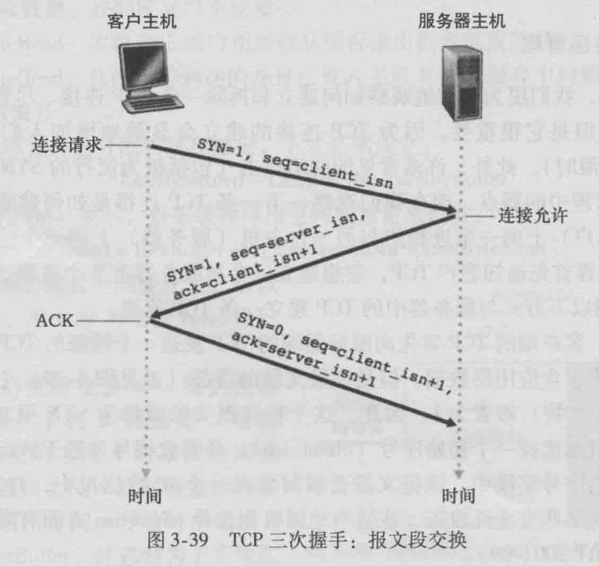 客户主机
服务器主机
连接请求
SYN=1, seq=client_isn
连接允许
SYN=1, seq=server_isn,
ack=client_isn+1
ACK
SYN=0, seq=client_isn+1,
ack=server_isn+1
时间
时间
图 3-39 TCP 三次握手：报文段交换